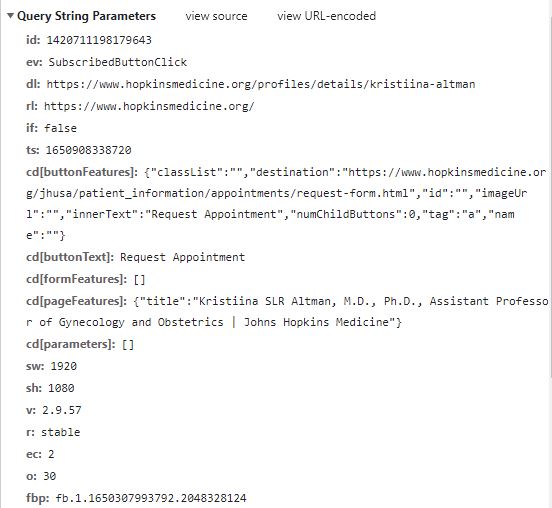 Query String Parameters view source view URL-encoded
id: 1420711198179643
ev: SubscribedButtonClick
dl: https://www.hopkinsmedicine.org/profiles/details/kristiina-altman
rl: https://www.hopkinsmedicine.org/
if: false
ts: 1650908338720
cd[buttonFeatures]: {"classList":"","destination":"https://www.hopkinsmedicine.or
g/jhusa/patient_information/appointments/request-form.html","id":"","imageUr
l":"","innerText":"Request Appointment","numChildButtons":0,"tag":"a","nam
e":""}
cd[buttonText]: Request Appointment
cd[formFeatures]: []
cd[pageFeatures]: {"title":"Kristiina SLR Altman, M.D., Ph.D., Assistant Professo
r of Gynecology and Obstetrics | Johns Hopkins Medicine"}
cd[parameters]: []
sw: 1920
sh: 1080
v: 2.9.57
r: stable
ec: 2
o: 30
fbp: fb.1.1650307993792.2048328124